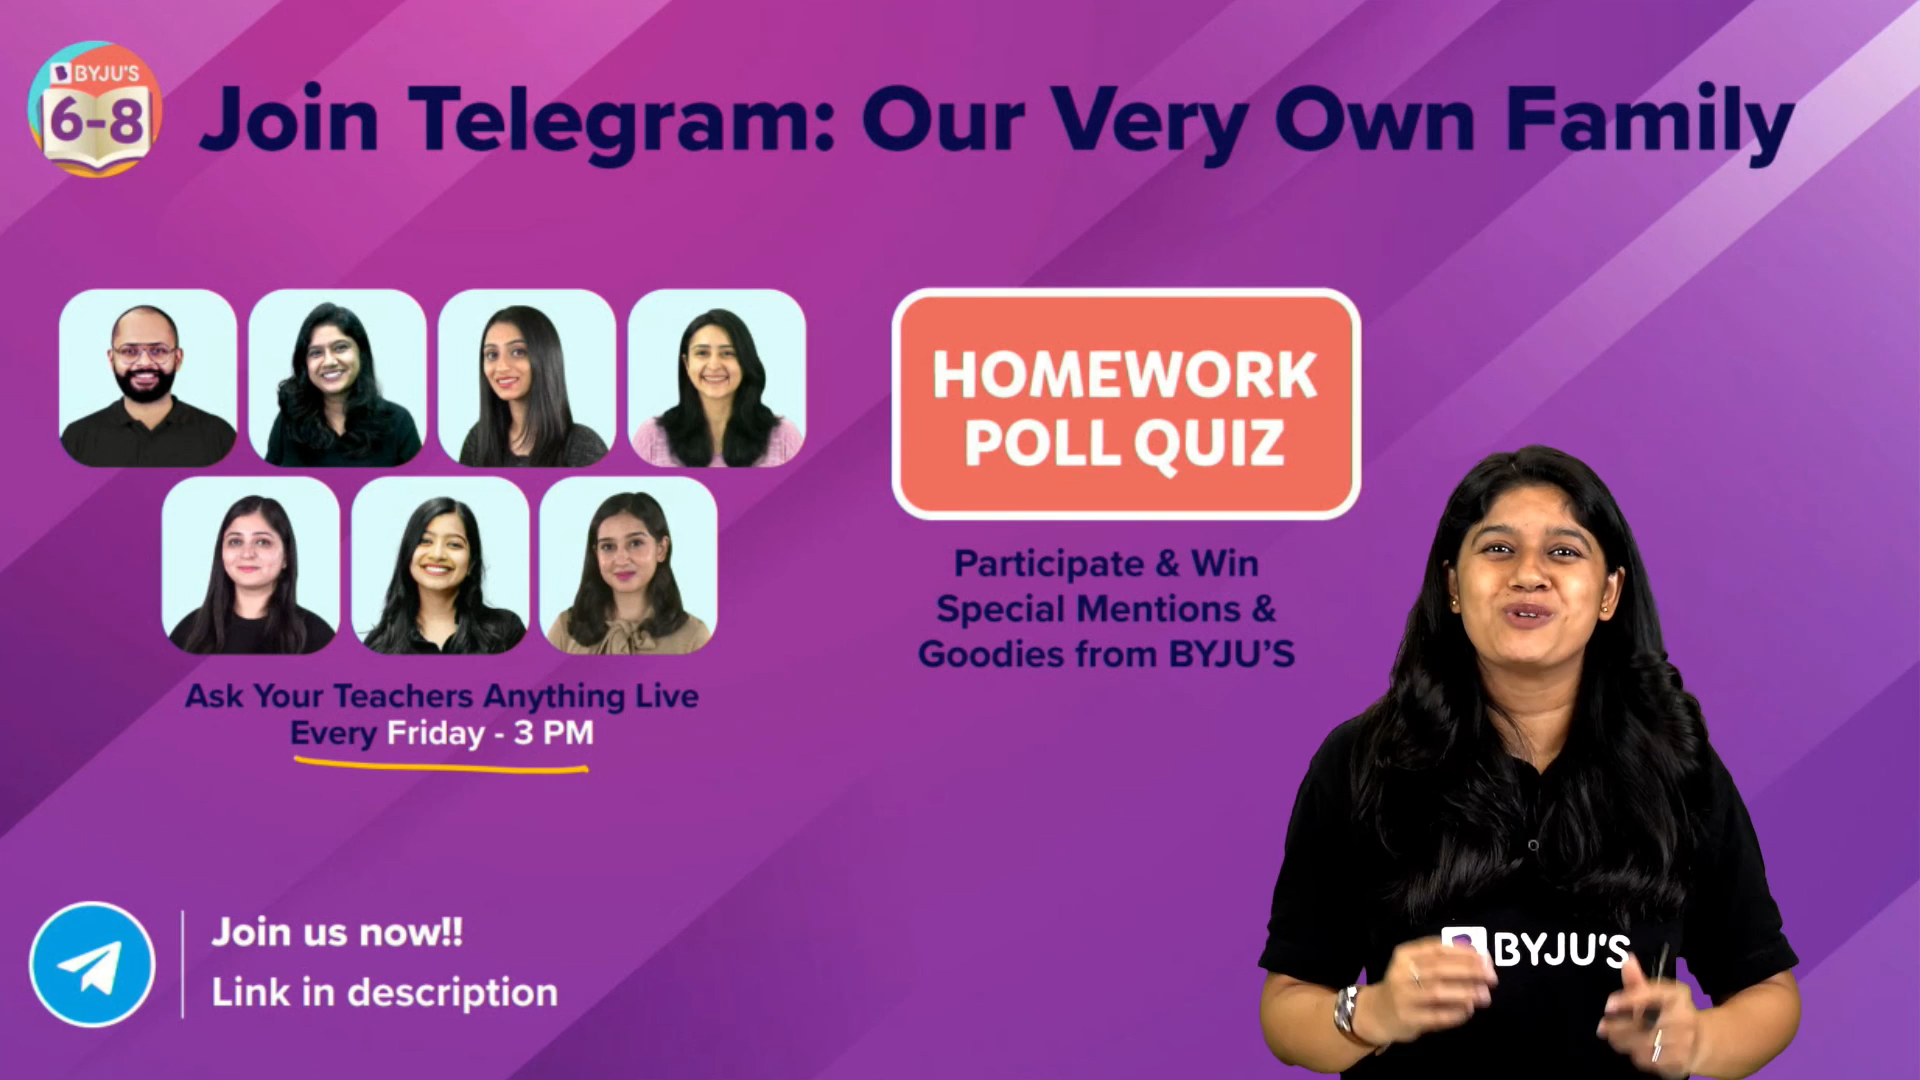 BYJU'S
6-8
Join Telegram: Our Very Own Family
HOMEWORK
POLL QUIZ
Participate & Win
Special Mentions &
Goodies from BYJU'S
Ask Your Teachers Anything Live
Every Friday - 3 PM
Join us now!!
Link in description
BYJU'S